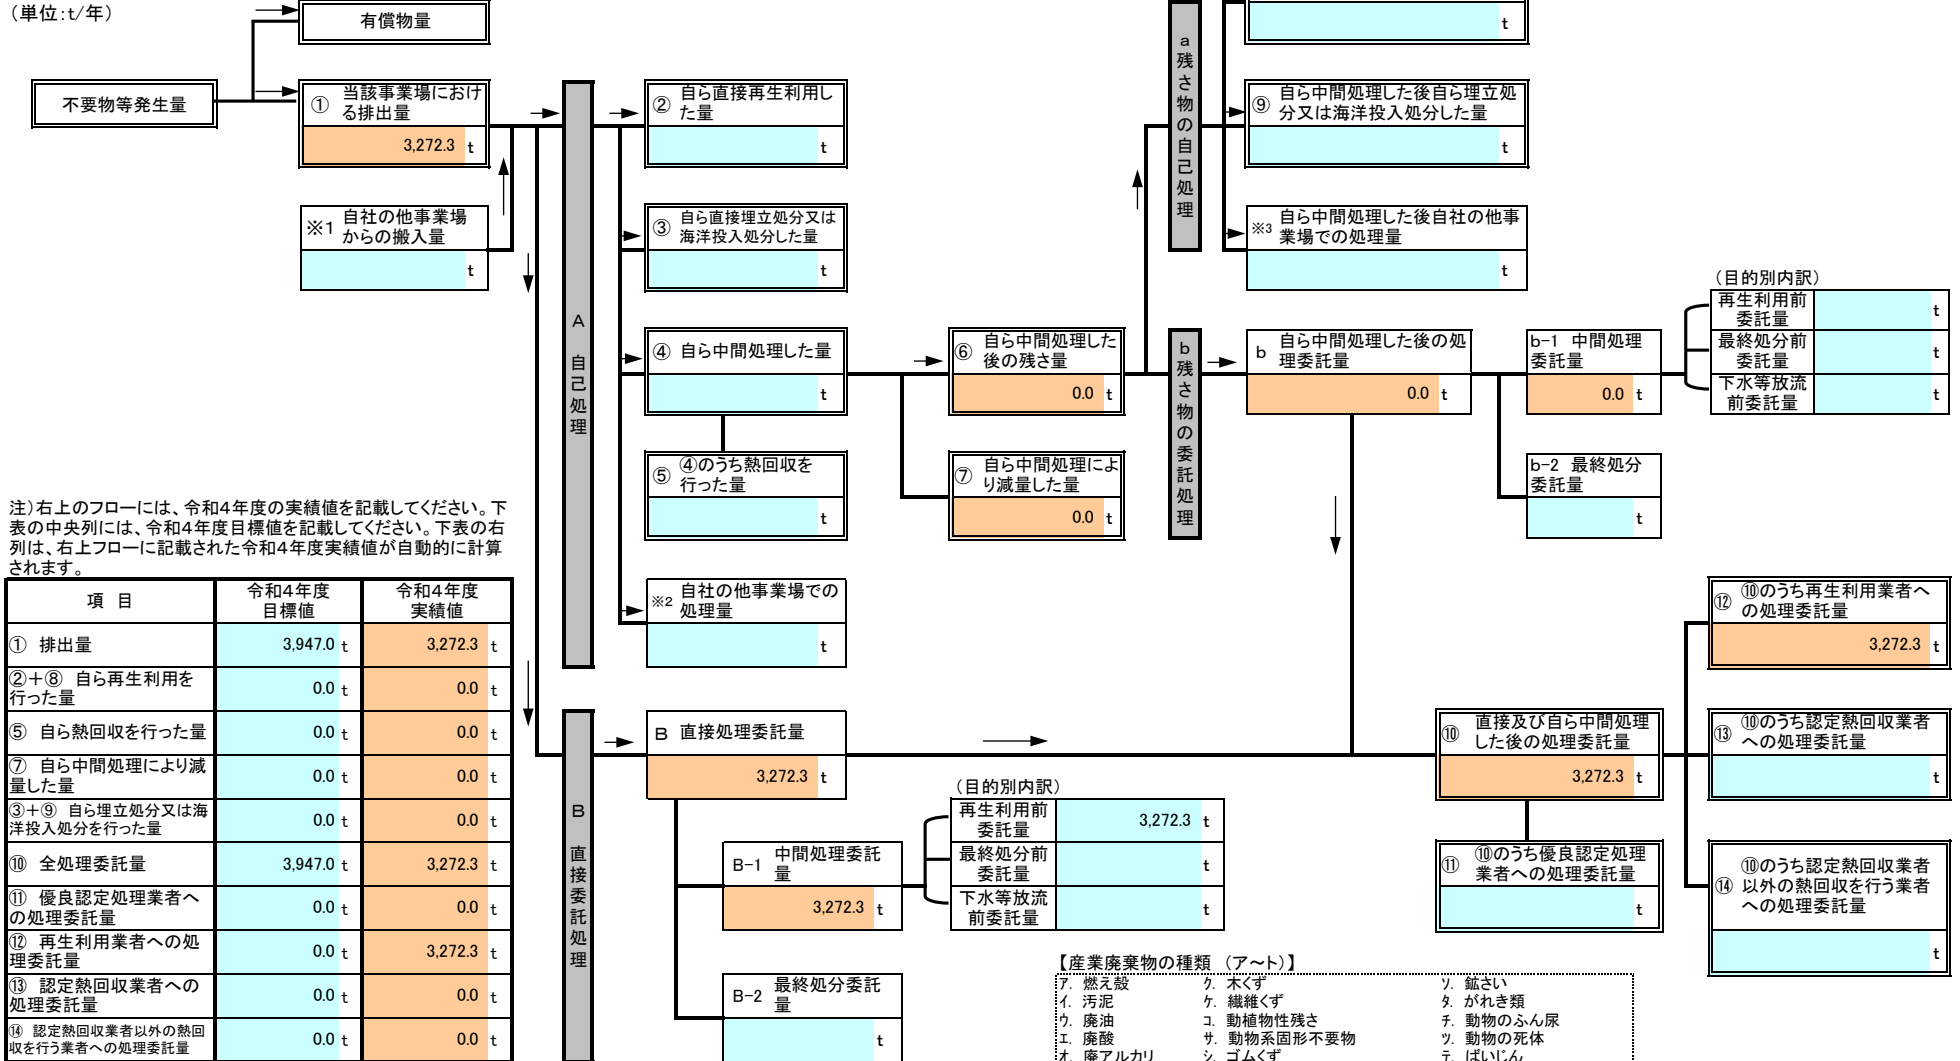 （単位：t/年）
有償物量
不要物等発生量
① 当該事業場におけ
る排出量
3,272.3 t
※1 自社の他事業場
からの搬入量
t
A 自己処理
② 自ら直接再生利用し
た量
t
③ 自ら直接埋立処分又は
海洋投入処分した量
t
④ 自ら中間処理した量
t
⑤ ④のうち熱回収を
行った量
t
※2 自社の他事業場での
処理量
t
⑥ 自ら中間処理した
後の残さ量
0.0 t
⑦ 自ら中間処理によ
り減量した量
0.0 t
a残さ物の自己処理
t
⑨ 自ら中間処理した後自ら埋立処
分又は海洋投入処分した量
t
※3 自ら中間処理した後自社の他事
業場での処理量
t
b残さ物の委託処理
b 自ら中間処理した後の処
理委託量
0.0 t
b-1 中間処理
委託量
0.0 t
（目的別内訳）
再生利用前
委託量 t
最終処分前
委託量 t
下水等放流
前委託量 t
b-2 最終処分
委託量
t
注）右上のフローには、令和4年度の実績値を記載してください。下
表の中央列には、令和4年度目標値を記載してください。下表の右
列は、右上フローに記載された令和4年度実績値が自動的に計算
されます。
項 目 令和4年度
目標値 令和4年度
実績値
① 排出量 3,947.0 t 3,272.3 t
②＋⑧ 自ら再生利用を
行った量 0.0 t 0.0 t
⑤ 自ら熱回収を行った量 0.0 t 0.0 t
⑦ 自ら中間処理により減
量した量 0.0 t 0.0 t
③＋⑨ 自ら埋立処分又は海
洋投入処分を行った量 0.0 t 0.0 t
⑩ 全処理委託量 3,947.0 t 3,272.3 t
⑪ 優良認定処理業者へ
の処理委託量 0.0 t 0.0 t
⑫ 再生利用業者への処
理委託量 0.0 t 3,272.3 t
⑬ 認定熱回収業者への
処理委託量 0.0 t 0.0 t
⑭ 認定熱回収業者以外の熱回
収を行う業者への処理委託量 0.0 t 0.0 t
B 直接委託処理
B 直接処理委託量
3,272.3 t
B-1 中間処理委託
量
3,272.3 t
（目的別内訳）
再生利用前
委託量 3,272.3 t
最終処分前
委託量 t
下水等放流
前委託量 t
B-2 最終処分委託
量
t
⑩ 直接及び自ら中間処理
した後の処理委託量
3,272.3 t
⑪ ⑩のうち優良認定処理
業者への処理委託量
t
⑫ ⑩のうち再生利用業者へ
の処理委託量
3,272.3 t
⑬ ⑩のうち認定熱回収業者
への処理委託量
t
⑭ ⑩のうち認定熱回収業者
以外の熱回収を行う業者
への処理委託量
t
【産業廃棄物の種類 （ア～ト）】
ア. 燃え殻 ク. 木くず ソ. 鉱さい
イ. 汚泥 ケ. 繊維くず タ. がれき類
ウ. 廃油 コ. 動植物性残さ チ. 動物のふん尿
エ. 廃酸 サ. 動物系固形不要物 ツ. 動物の死体
オ. 廃アルカリ シ. ゴムくず テ. ばいじん